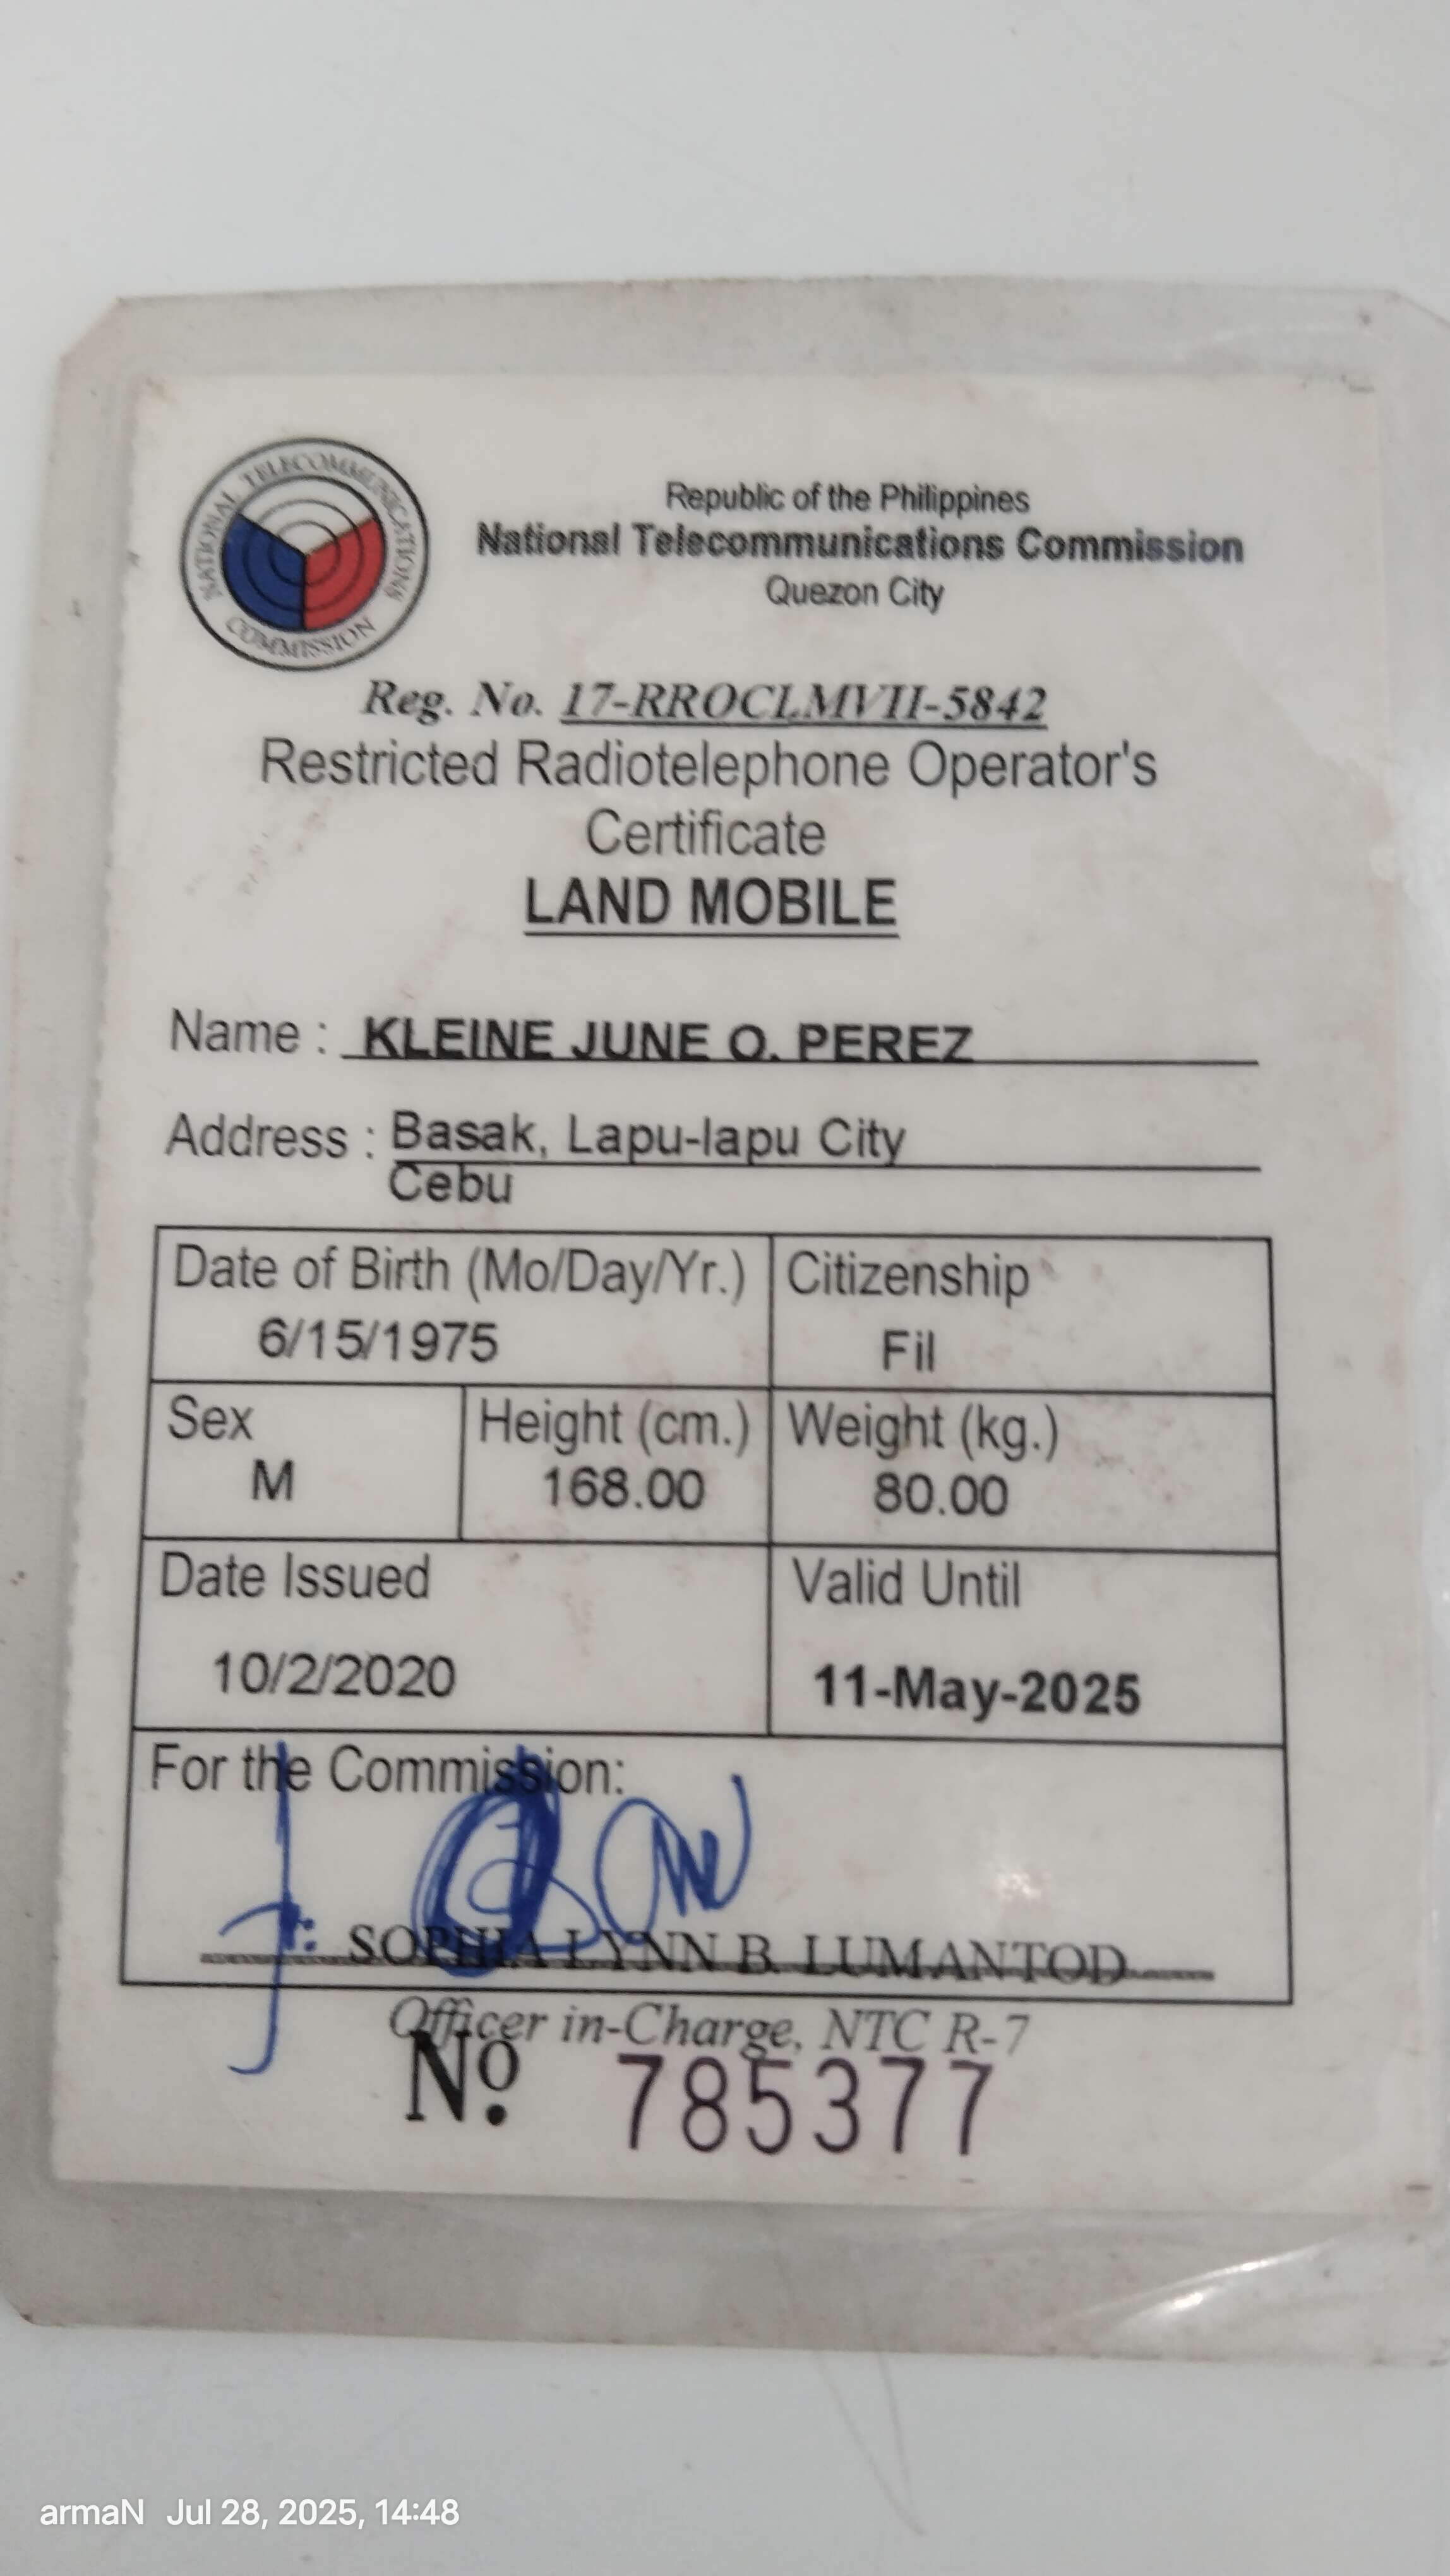 NATIONAL TELECOMMUNICATIONS COMMISSION
Republic of the Philippines
National Telecommunications Commission
Quezon City
Reg. No. 17-RROCLMVII-5842
Restricted Radiotelephone Operator's
Certificate
LAND MOBILE
Name : KLEINE JUNE O. PEREZ
Address : Basak, Lapu-lapu City
Cebu
Date of Birth (Mo/Day/Yr.) Citizenship
6/15/1975 Fil
Sex Height (cm.) Weight (kg.)
M 168.00 80.00
Date Issued Valid Until
10/2/2020 11-May-2025
For the Commission:
SOPHIA LYNN B. LUMANTOD
Officer in-Charge, NTC R-7
No. 785377
armaN Jul 28, 2025, 14:48